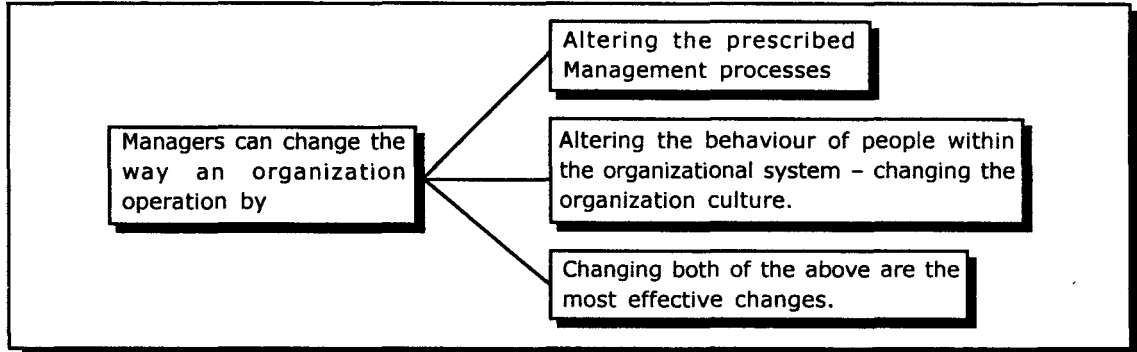 Managers can change the
way an organization
operation by
Altering the prescribed
Management processes
Altering the behaviour of people within
the organizational system – changing the
organization culture.
Changing both of the above are the
most effective changes.